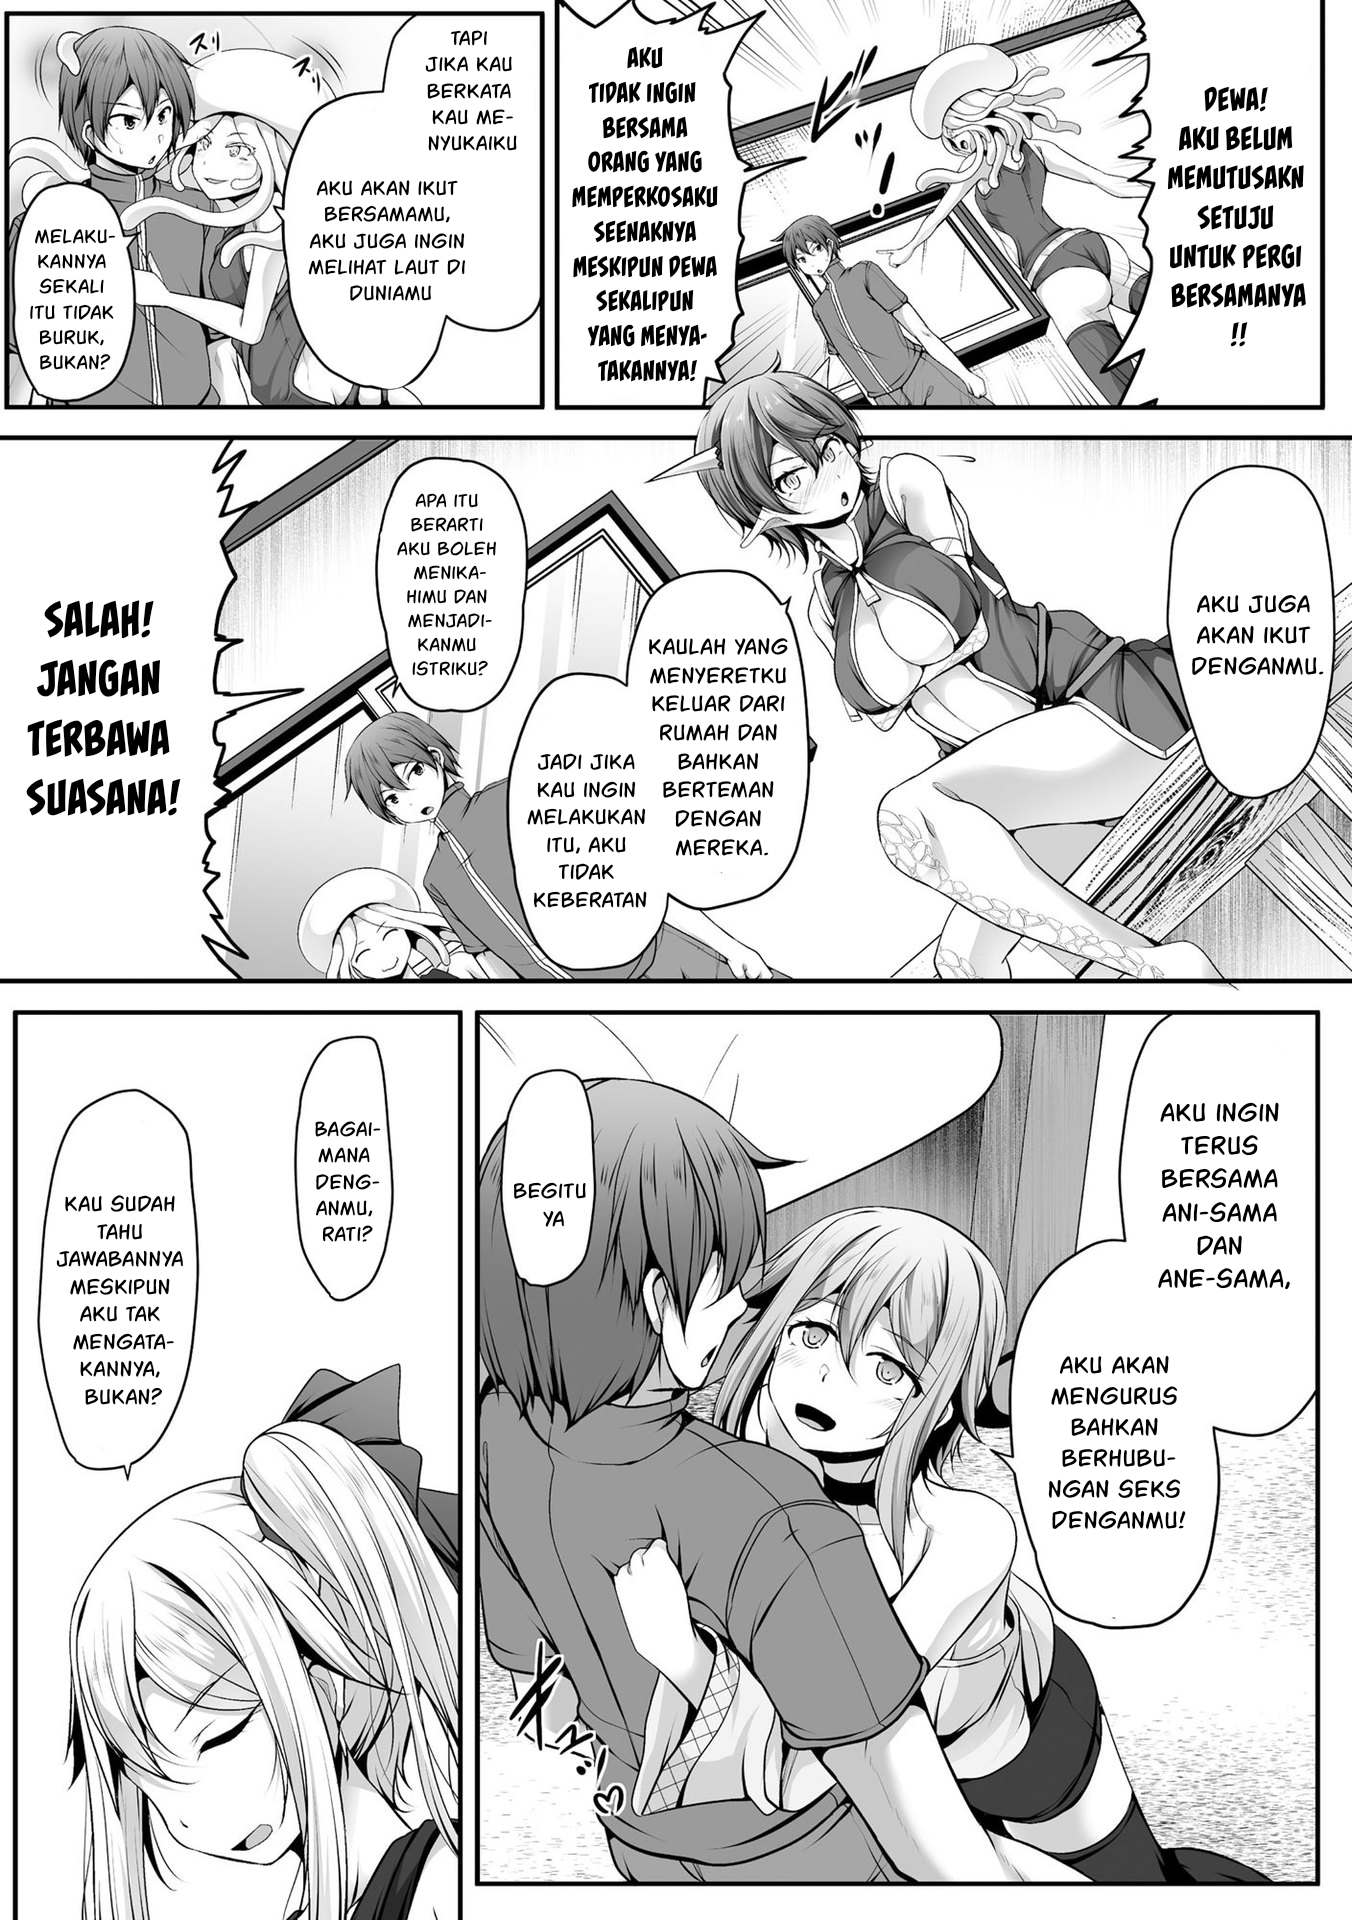 DEWA!
AKU BELUM
MEMUTUSAKN
SETUJU
UNTUK PERGI
BERSAMANYA
!!
AKU
TIDAK INGIN
BERSAMA
ORANG YANG
MEMPERKOSAKU
SEENAKNYA
MESKIPUN DEWA
SEKALIPUN
YANG MENYA-
TAKANNYA!
TAPI
JIKA KAU
BERKATA
KAU ME-
NYUKAIKU
AKU AKAN IKUT
BERSAMAMU,
AKU JUGA INGIN
MELIHAT LAUT DI
DUNIAMU
MELAKU-
KANNYA
SEKALI
ITU TIDAK
BURUK,
BUKAN?
スリ
スリ
AKU JUGA
AKAN IKUT
DENGANMU.
KAULAH YANG
MENYERETKU
KELUAR DARI
RUMAH DAN
BAHKAN
BERTEMAN
DENGAN
MEREKA.
JADI JIKA
KAU INGIN
MELAKUKAN
ITU, AKU
TIDAK
KEBERATAN
APA ITU
BERARTI
AKU BOLEH
MENIKA-
HIMU DAN
MENJADI-
KANMU
ISTRIKU?
SALAH!
JANGAN
TERBAWA
SUASANA!
AKU INGIN
TERUS
BERSAMA
ANI-SAMA
DAN
ANE-SAMA,
AKU AKAN
MENGURUS
BAHKAN
BERHUBU-
NGAN SEKS
DENGANMU!
BEGITU
YA
BAGAI-
MANA
DENG-
ANMU,
RATI?
KAU SUDAH
TAHU
JAWABANNYA
MESKIPUN
AKU TAK
MENGATA-
KANNYA,
BUKAN?